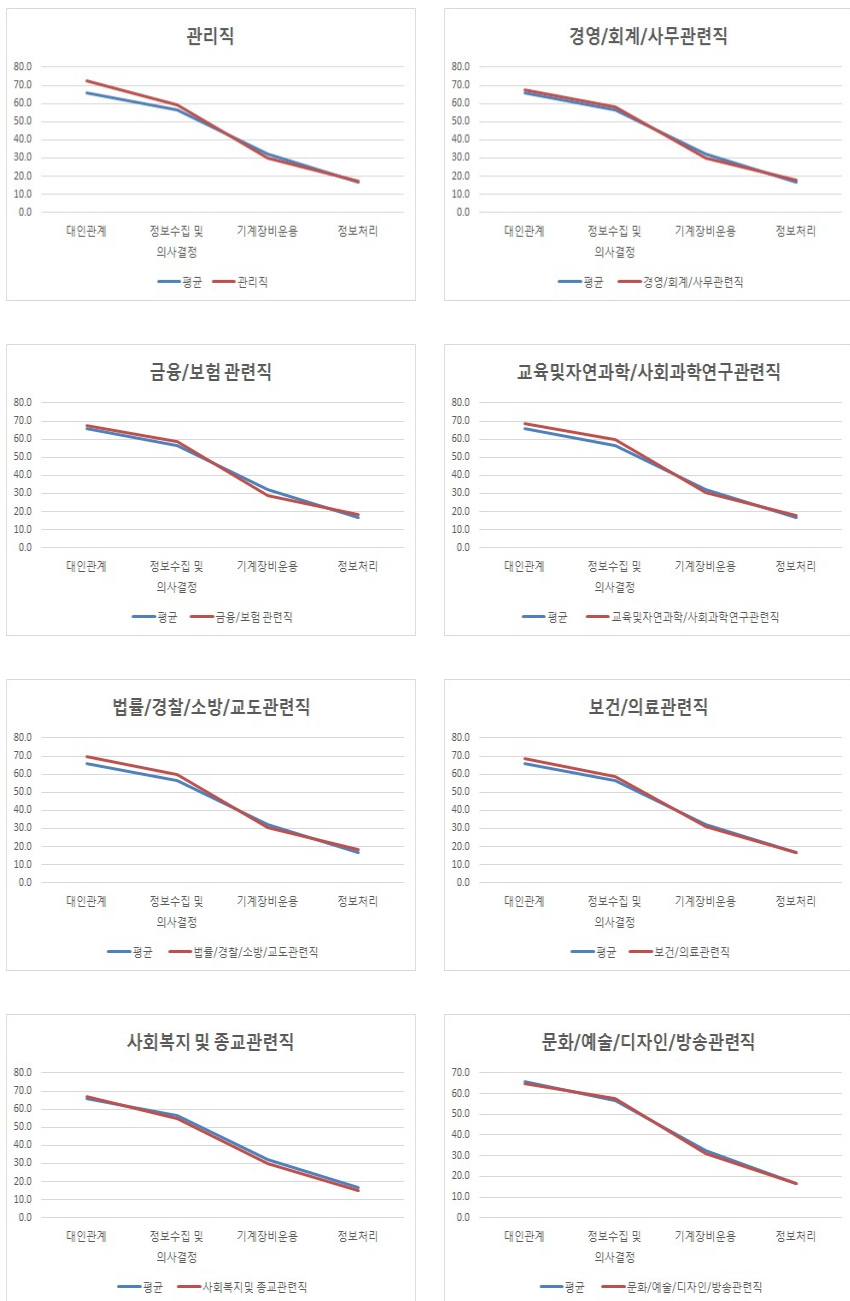 관리직
80.0
70.0
60.0
50.0
40.0
30.0
20.0
10.0
0.0
대인관계 정보수집 및 기계장비운용 정보처리
의사결정
평균 관리직
경영/회계/사무관련직
80.0
70.0
60.0
50.0
40.0
30.0
20.0
10.0
0.0
대인관계 정보수집 및 기계장비운용 정보처리
의사결정
평균 경영/회계/사무관련직
금융/보험 관련직
80.0
70.0
60.0
50.0
40.0
30.0
20.0
10.0
0.0
대인관계 정보수집 및 기계장비운용 정보처리
의사결정
평균 금융/보험 관련직
교육및자연과학/사회과학연구관련직
80.0
70.0
60.0
50.0
40.0
30.0
20.0
10.0
0.0
대인관계 정보수집 및 기계장비운용 정보처리
의사결정
평균 교육및자연과학/사회과학연구관련직
법률/경찰/소방/교도관련직
80.0
70.0
60.0
50.0
40.0
30.0
20.0
10.0
0.0
대인관계 정보수집 및 기계장비운용 정보처리
의사결정
평균 법률/경찰/소방/교도관련직
보건/의료관련직
80.0
70.0
60.0
50.0
40.0
30.0
20.0
10.0
0.0
대인관계 정보수집 및 기계장비운용 정보처리
의사결정
평균 보건/의료관련직
사회복지 및 종교관련직
80.0
70.0
60.0
50.0
40.0
30.0
20.0
10.0
0.0
대인관계 정보수집 및 기계장비운용 정보처리
의사결정
평균 사회복지및 종교관련직
문화/예술/디자인/방송관련직
70.0
60.0
50.0
40.0
30.0
20.0
10.0
0.0
대인관계 정보수집 및 기계장비운용 정보처리
의사결정
평균 문화/예술/디자인/방송관련직